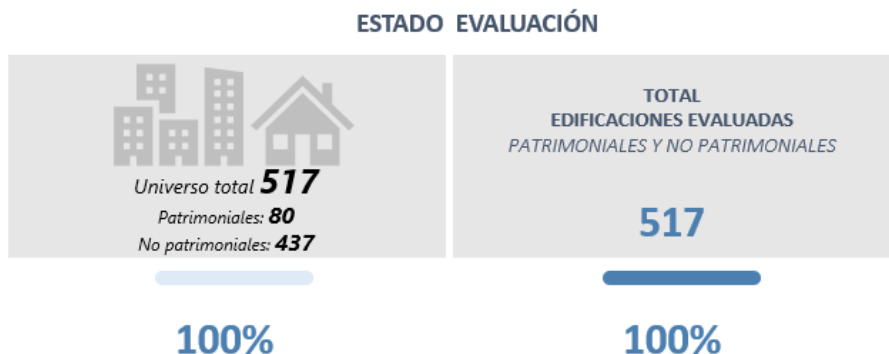 ESTADO EVALUACIÓN
Universo total 517
Patrimoniales: 80
No patrimoniales: 437
100%
TOTAL
EDIFICACIONES EVALUADAS
PATRIMONIALES Y NO PATRIMONIALES
517
100%